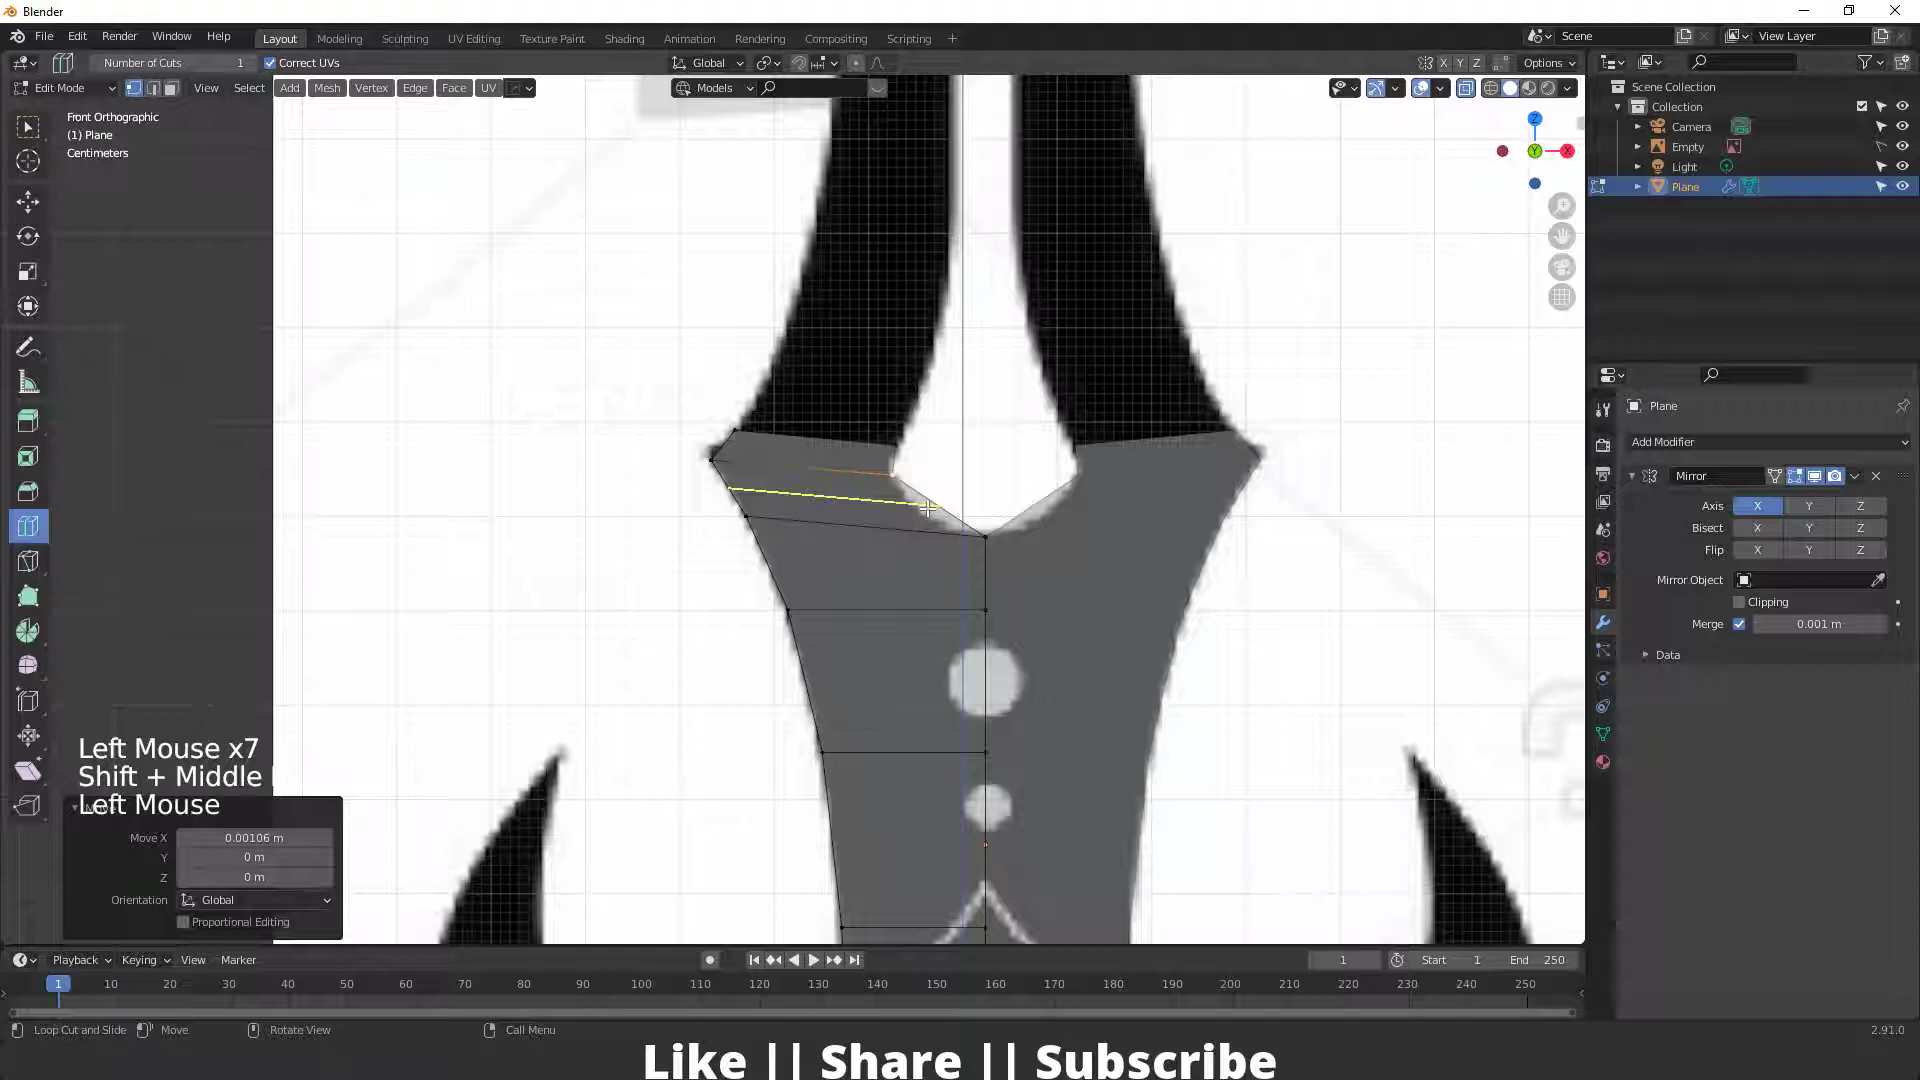 Blender
File Edit Render Window Help Layout Modeling Sculpting UV Editing Texture Paint Shading Animation Rendering Compositing Scripting + Scene View Layer
Number of Cuts 1 Correct UVs Global X Y Z Options
Edit Mode View Select Add Mesh Vertex Edge Face UV Models
Front Orthographic
(1) Plane
Centimeters
Z
Y
X
Scene Collection
Collection
Camera
Empty
Light
Plane
Plane
Add Modifier
Mirror
Axis X Y Z
Bisect X Y Z
Flip X Y Z
Mirror Object
Clipping
Merge 0.001 m
Data
Left Mouse x7
Shift + Middle
Left Mouse
Move X 0.00106 m
Y 0 m
Z 0 m
Orientation Global
Proportional Editing
Playback Keying View Marker 1 Start 1 End 250
1 10 20 30 40 50 60 70 80 90 100 110 120 130 140 150 160 170 180 190 200 210 220 230 240 250
Loop Cut and Slide Move Rotate View Call Menu 2.91.0
Like || Share || Subscribe